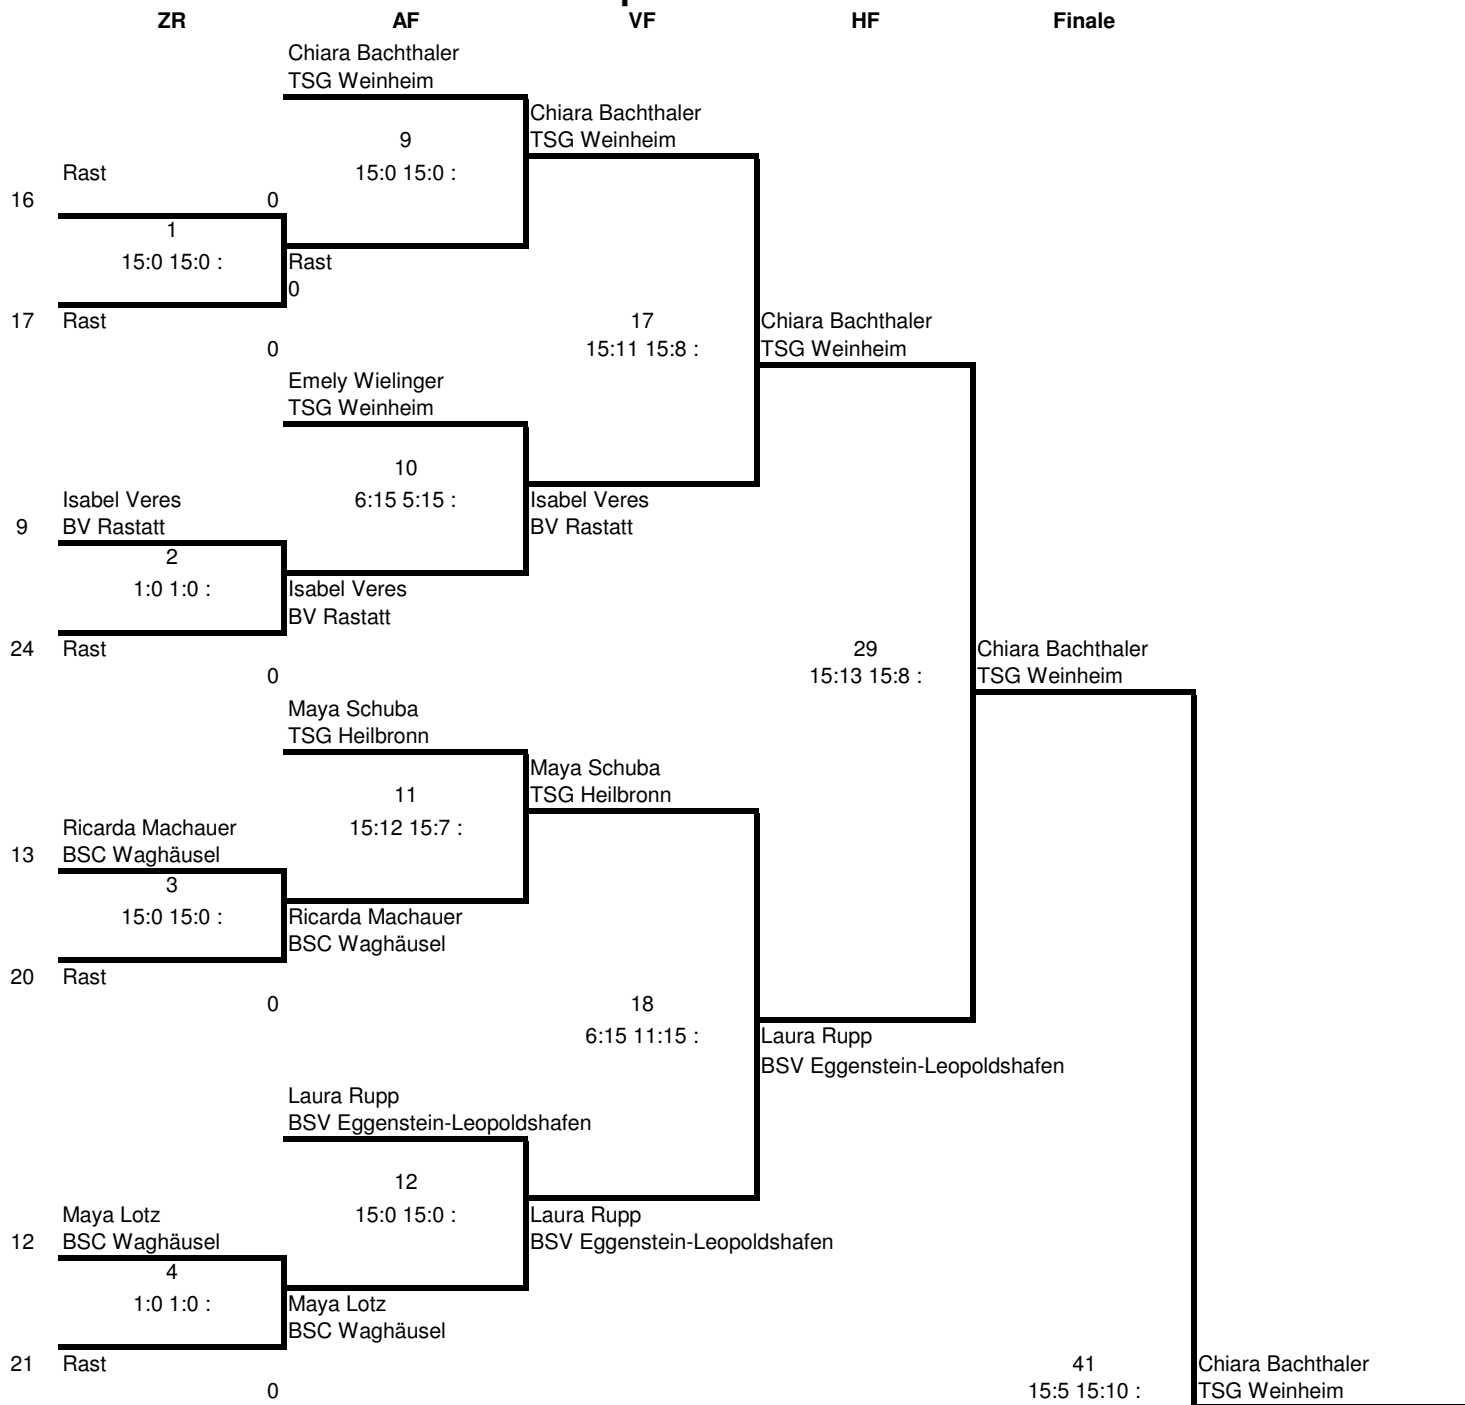 ZR AF VF HF Finale
Chiara Bachthaler
TSG Weinheim
Chiara Bachthaler
9 TSG Weinheim
Rast 15:0 15:0 :
16 0
1
15:0 15:0 : Rast
0
17 Rast 17 Chiara Bachthaler
0 15:11 15:8 : TSG Weinheim
Emely Wielinger
TSG Weinheim
10
Isabel Veres 6:15 5:15 : Isabel Veres
9 BV Rastatt BV Rastatt
2
1:0 1:0 : Isabel Veres
BV Rastatt
24 Rast 29 Chiara Bachthaler
0 15:13 15:8 : TSG Weinheim
Maya Schuba
TSG Heilbronn
Maya Schuba
11 TSG Heilbronn
Ricarda Machauer 15:12 15:7 :
13 BSC Waghäusel
3
15:0 15:0 : Ricarda Machauer
BSC Waghäusel
20 Rast
0 18
6:15 11:15 : Laura Rupp
BSV Eggenstein-Leopoldshafen
Laura Rupp
BSV Eggenstein-Leopoldshafen
12
Maya Lotz 15:0 15:0 : Laura Rupp
12 BSC Waghäusel BSV Eggenstein-Leopoldshafen
4
1:0 1:0 : Maya Lotz
BSC Waghäusel
21 Rast 41 Chiara Bachthaler
0 15:5 15:10 : TSG Weinheim